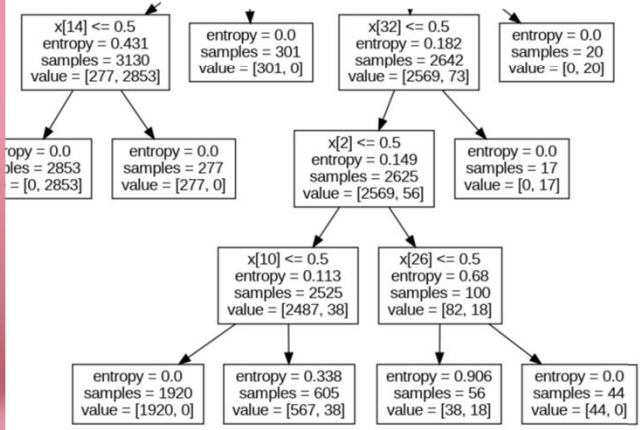 x[14] <= 0.5
entropy = 0.431
samples = 3130
value = [277, 2853]
entropy = 0.0
samples = 301
value = [301, 0]
x[32] <= 0.5
entropy = 0.182
samples = 2642
value = [2569, 73]
entropy = 0.0
samples = 20
value = [0, 20]
ropy = 0.0
ples = 2853
= [0, 2853]
entropy = 0.0
samples = 277
value = [277, 0]
x[2] <= 0.5
entropy = 0.149
samples = 2625
value = [2569, 56]
entropy = 0.0
samples = 17
value = [0, 17]
x[10] <= 0.5
entropy = 0.113
samples = 2525
value = [2487, 38]
x[26] <= 0.5
entropy = 0.68
samples = 100
value = [82, 18]
entropy = 0.0
samples = 1920
value = [1920, 0]
entropy = 0.338
samples = 605
value = [567, 38]
entropy = 0.906
samples = 56
value = [38, 18]
entropy = 0.0
samples = 44
value = [44, 0]